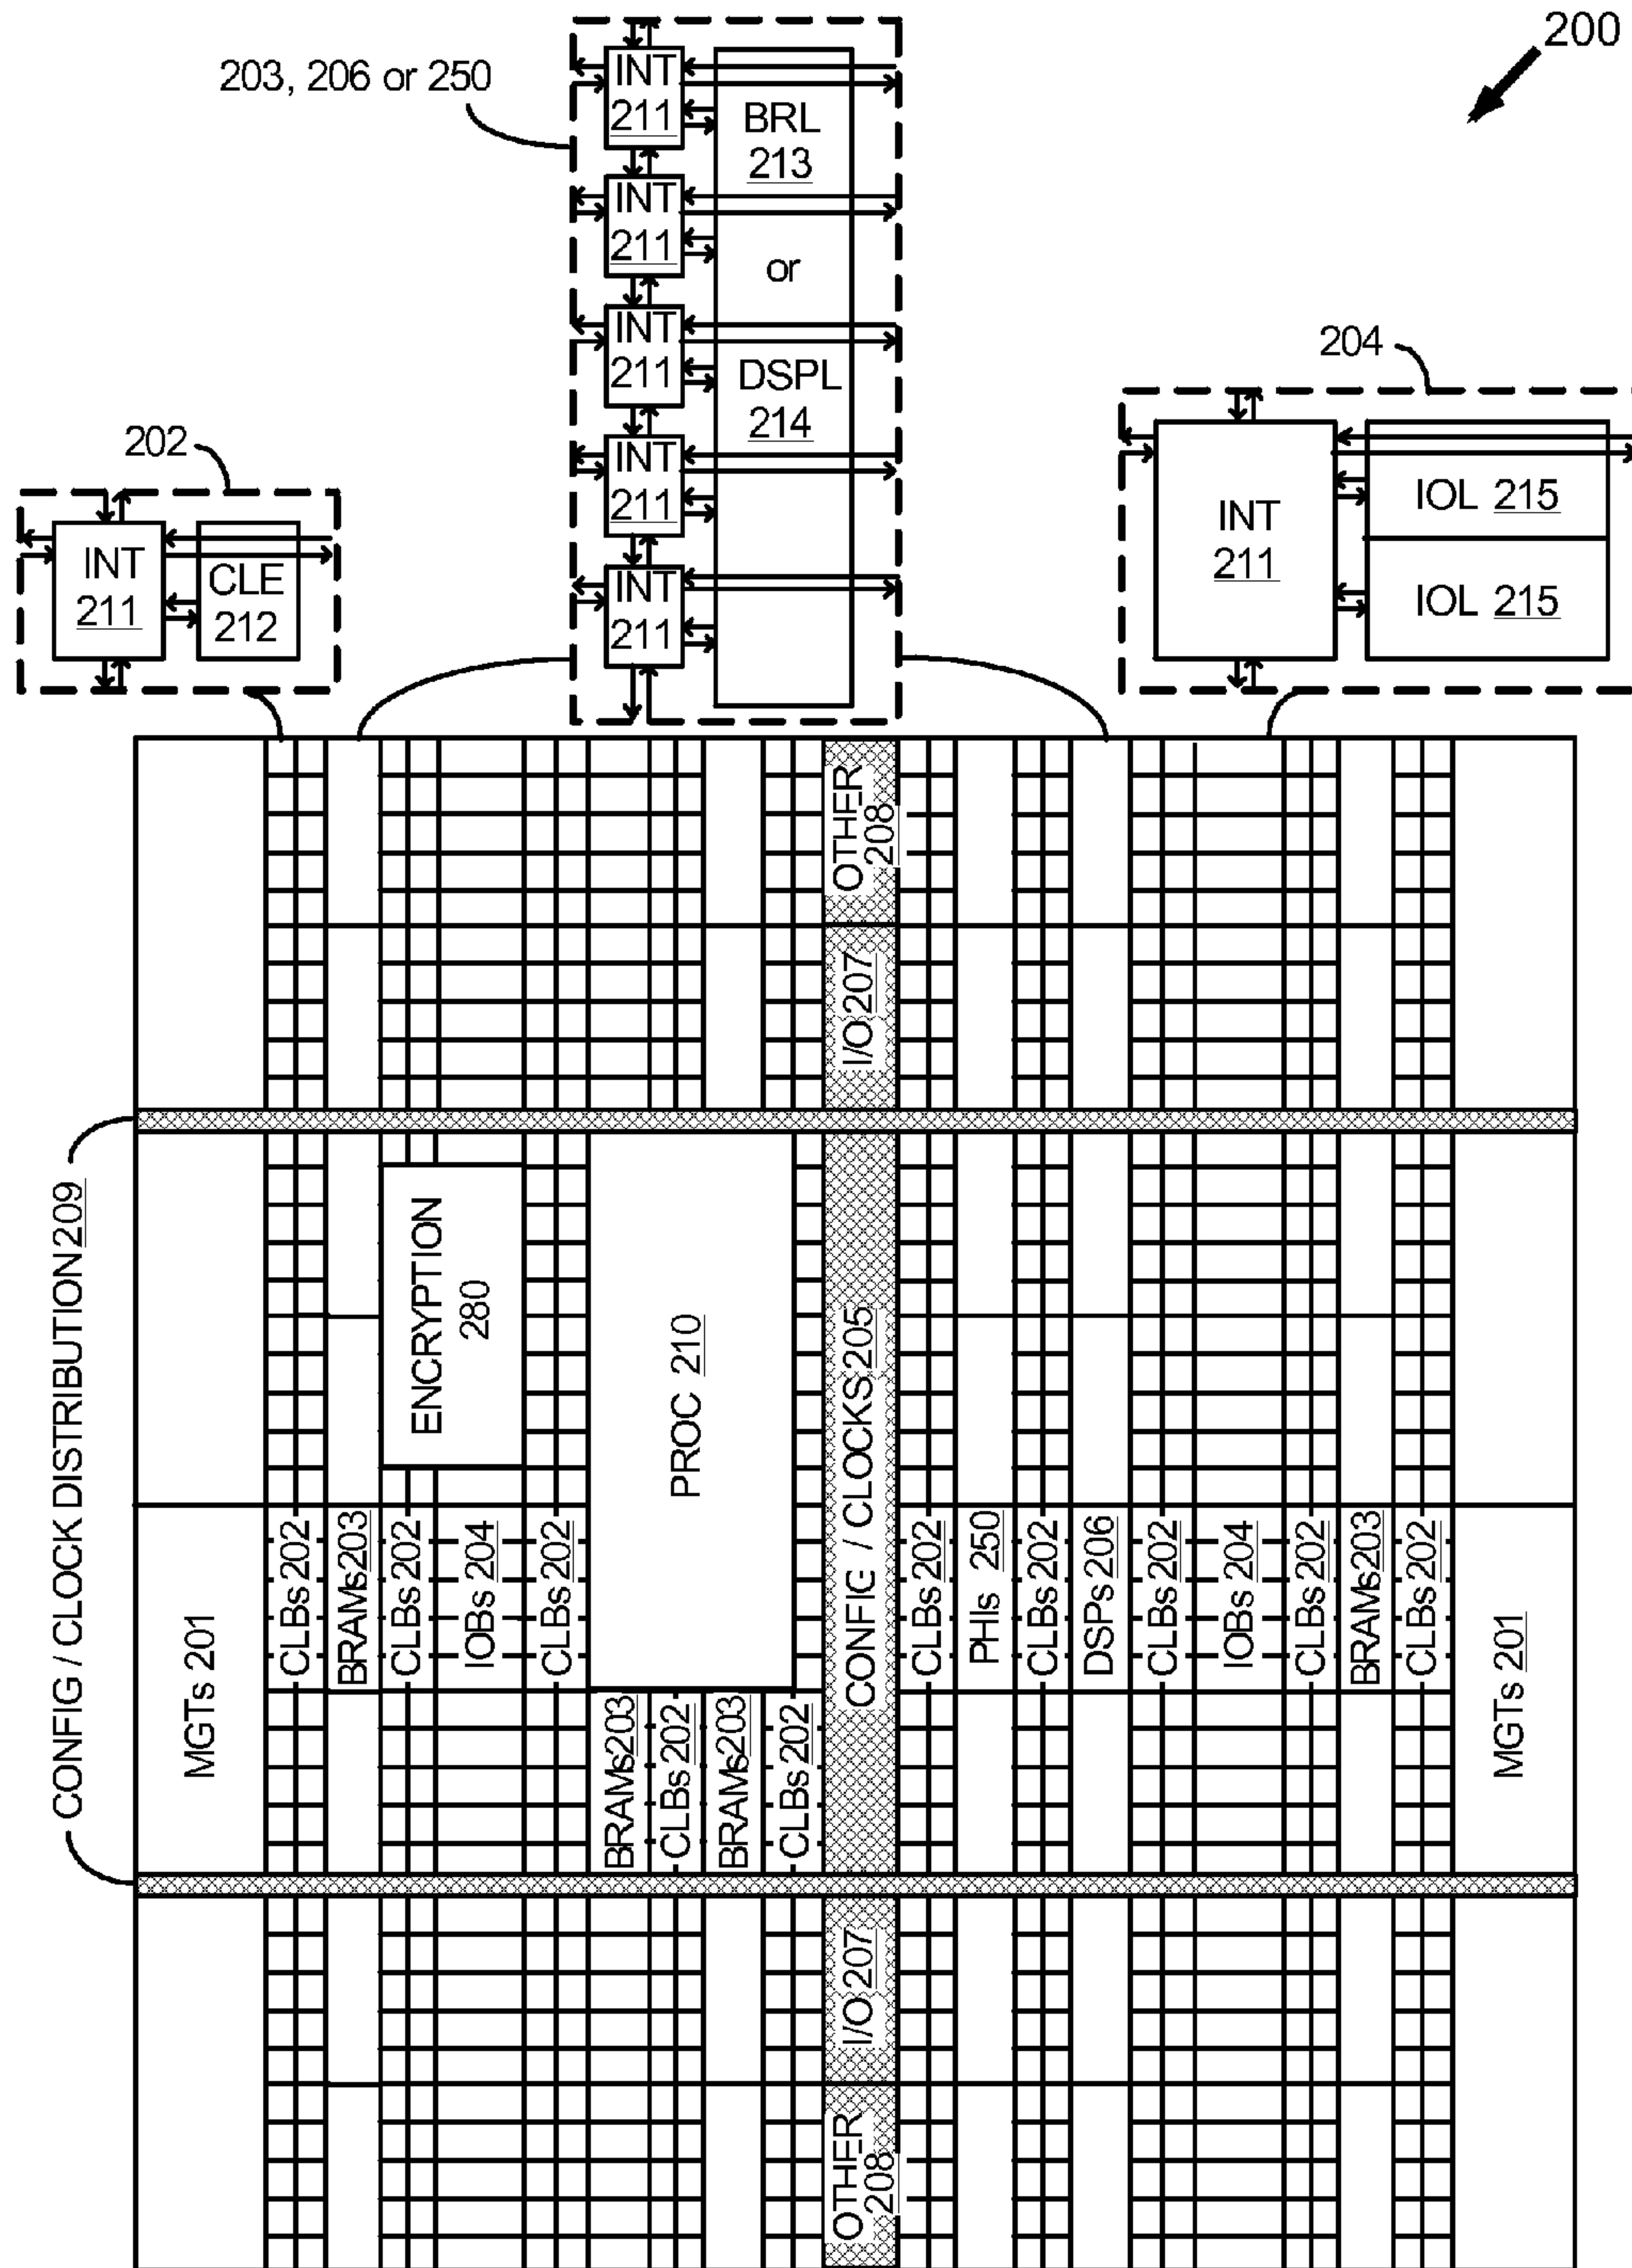 200
203, 206 or 250
INT
211
BRL
213
INT
211
or
INT
211
DSPL
214
INT
211
INT
211
204
INT
211
IOL 215
IOL 215
202
INT
211
CLE
212
OTHER
208
I/O 207
CONFIG / CLOCK DISTRIBUTION 209
ENCRYPTION
280
PROC 210
CONFIG / CLOCKS 205
MGTs 201
CLBs 202
BRAMs 203
CLBs 202
IOBs 204
CLBs 202
BRAMs 203
CLBs 202
BRAMs 203
CLBs 202
CLBs 202
PHIs 250
CLBs 202
DSPs 206
CLBs 202
IOBs 204
CLBs 202
BRAMs 203
CLBs 202
MGTs 201
I/O 207
OTHER
208